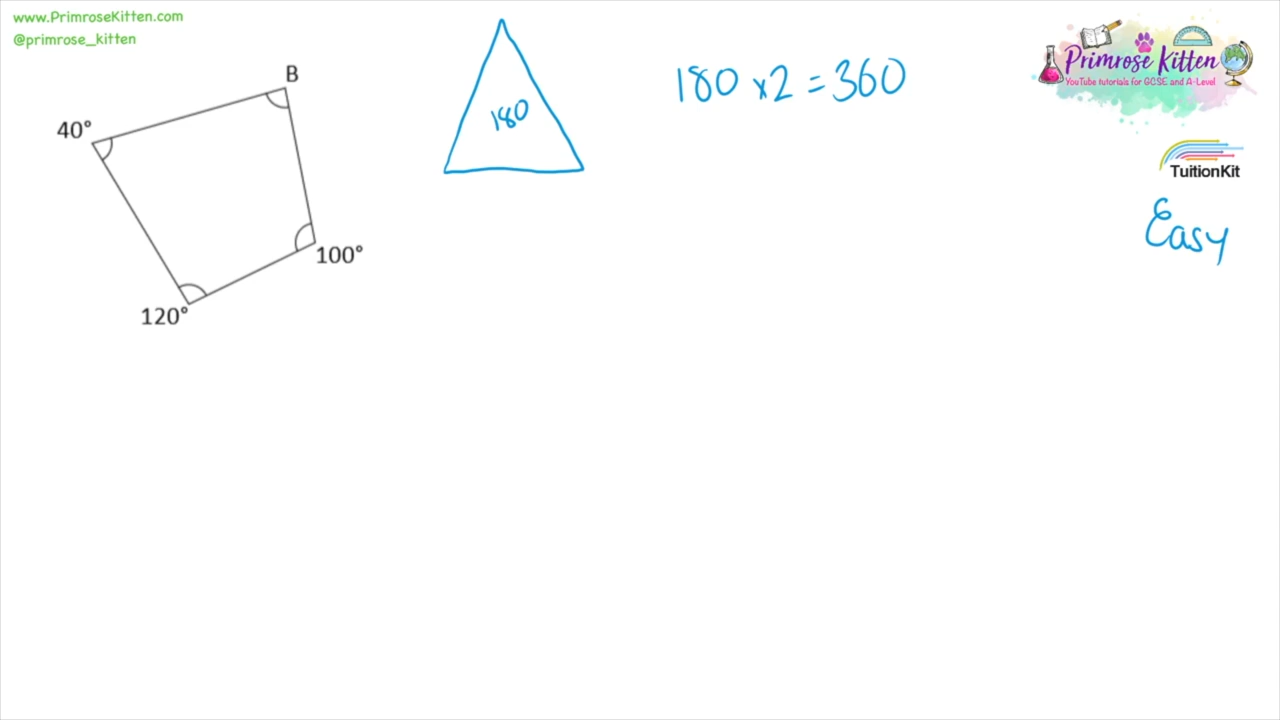 www.PrimroseKitten.com
@primrose_kitten
B
40°
100°
120°
180
180 x2 = 360
Primrose Kitten
YouTube tutorials for GCSE and A-Level
TuitionKit
Easy